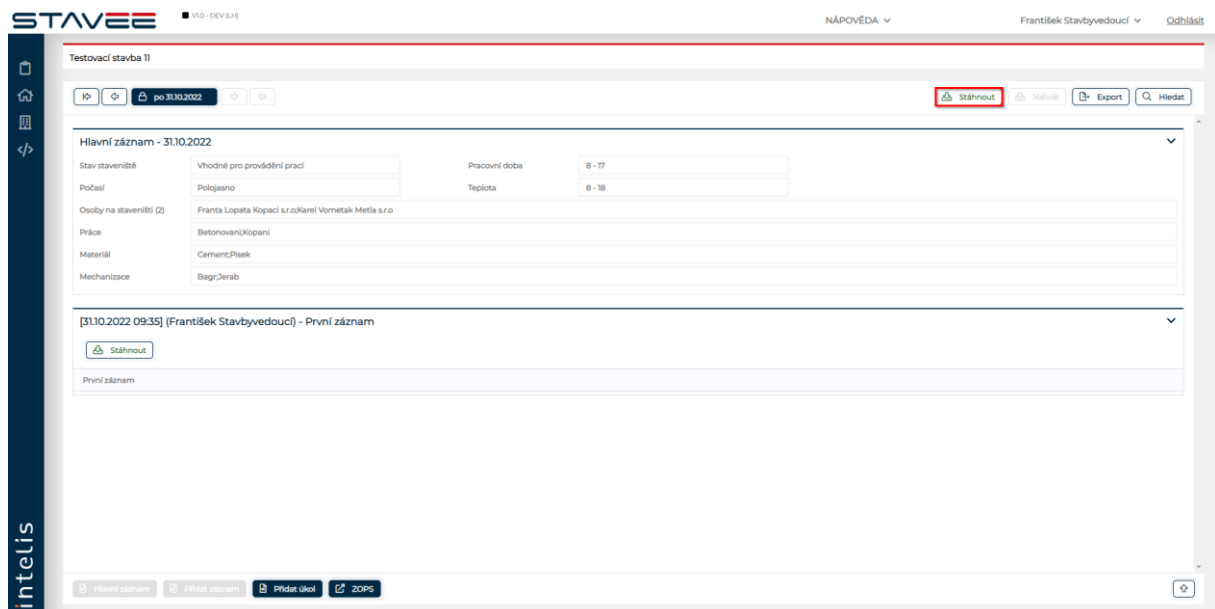 STAVEE
V1.0 - DEV (LH)
NÁPOVĚDA
František Stavbyvedoucí
Odhlásit
Testovací stavba 11
po 31.10.2022
Stáhnout
Nahrát
Export
Hledat
Hlavní záznam - 31.10.2022
Stav staveniště Vhodné pro provádění prací Pracovní doba 8 - 17
Počasí Polojasno Teplota 8 - 18
Osoby na staveništi (2) Franta Lopata Kopaci s.r.o;Karel Vometak Metla s.r.o
Práce Betonovani;Kopani
Materiál Cement;Pisek
Mechanizace Bagr;Jerab
[31.10.2022 09:35] (František Stavbyvedoucí) - První záznam
Stáhnout
První záznam
Hlavní záznam
Přidat záznam
Přidat úkol
ZOPS
intelis